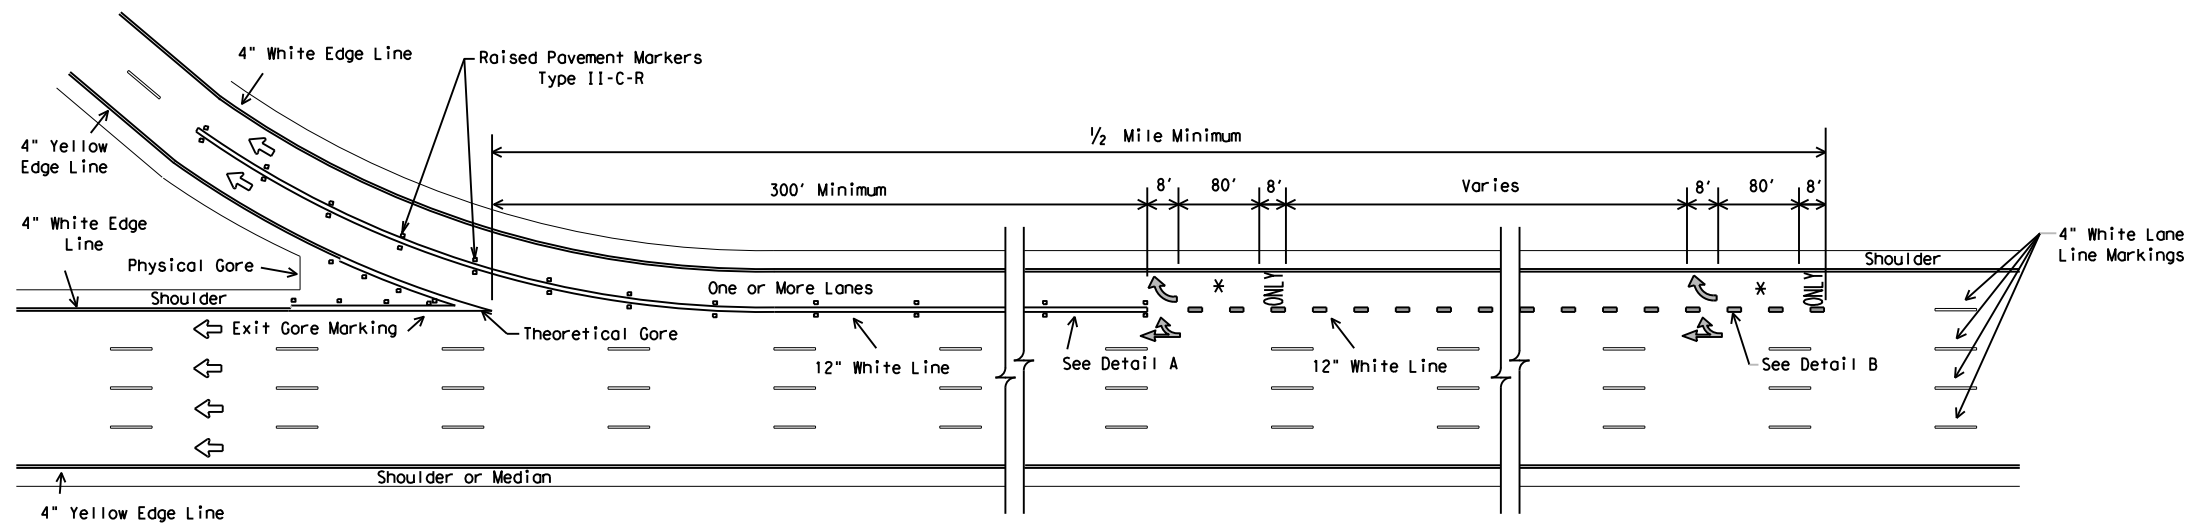 4" White Edge Line
Raised Pavement Markers
Type II-C-R
4" Yellow
Edge Line
½ Mile Minimum
300' Minimum
8'
80'
8'
Varies
8'
80'
8'
4" White Edge
Line
Physical Gore
Shoulder
Exit Gore Marking
Theoretical Gore
One or More Lanes
12" White Line
See Detail A
*
ONLY
12" White Line
*
ONLY
See Detail B
Shoulder
4" White Lane
Line Markings
Shoulder or Median
4" Yellow Edge Line